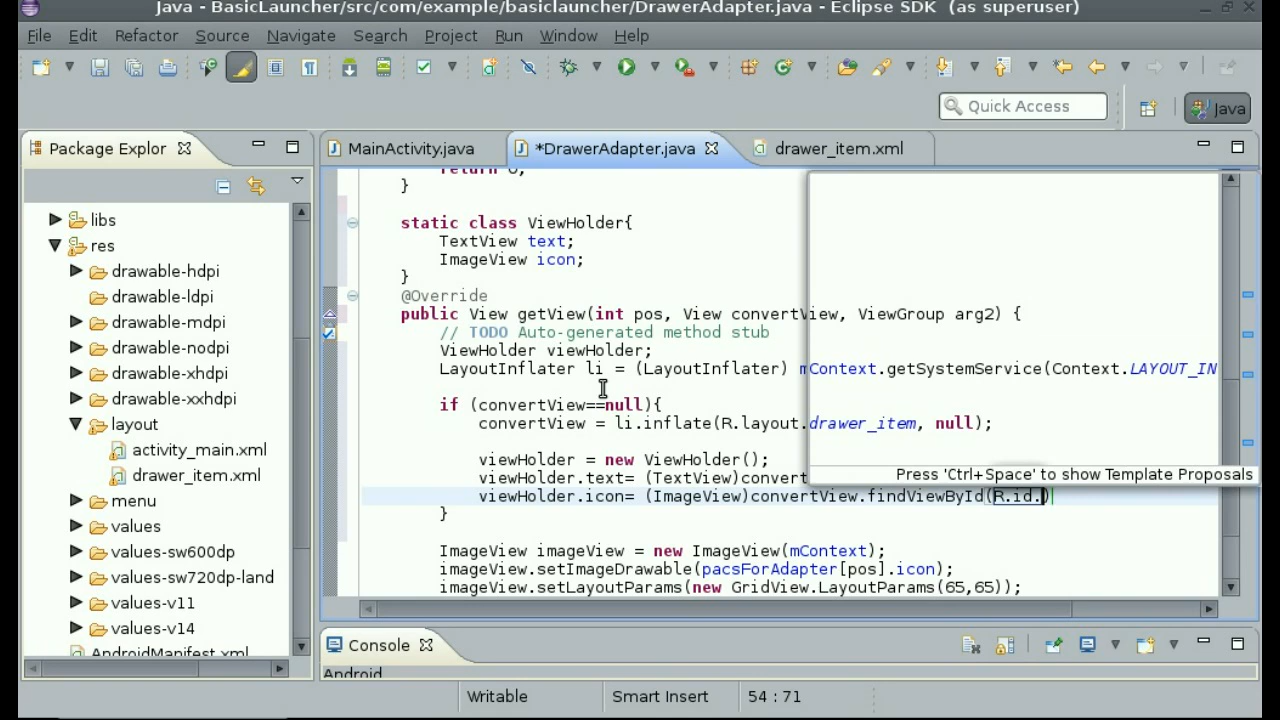 Java - BasicLauncher/src/com/example/basiclauncher/DrawerAdapter.java - Eclipse SDK (as superuser)
File Edit Refactor Source Navigate Search Project Run Window Help
Quick Access
Java
Package Explor
MainActivity.java
*DrawerAdapter.java
drawer_item.xml
libs
res
drawable-hdpi
drawable-ldpi
drawable-mdpi
drawable-nodpi
drawable-xhdpi
drawable-xxhdpi
layout
activity_main.xml
drawer_item.xml
menu
values
values-sw600dp
values-sw720dp-land
values-v11
values-v14
AndroidManifest.xml
return 0;
}
static class ViewHolder{
TextView text;
ImageView icon;
}
@Override
public View getView(int pos, View convertView, ViewGroup arg2) {
// TODO Auto-generated method stub
ViewHolder viewHolder;
LayoutInflater li = (LayoutInflater) mContext.getSystemService(Context.LAYOUT_IN
if (convertView==null){
convertView = li.inflate(R.layout.drawer_item, null);
viewHolder = new ViewHolder();
viewHolder.text= (TextView)convert
viewHolder.icon= (ImageView)convertView.findViewById(R.id.)
}
ImageView imageView = new ImageView(mContext);
imageView.setImageDrawable(pacsForAdapter[pos].icon);
imageView.setLayoutParams(new GridView.LayoutParams(65,65));
Press 'Ctrl+Space' to show Template Proposals
Console
Android
Writable
Smart Insert
54 : 71